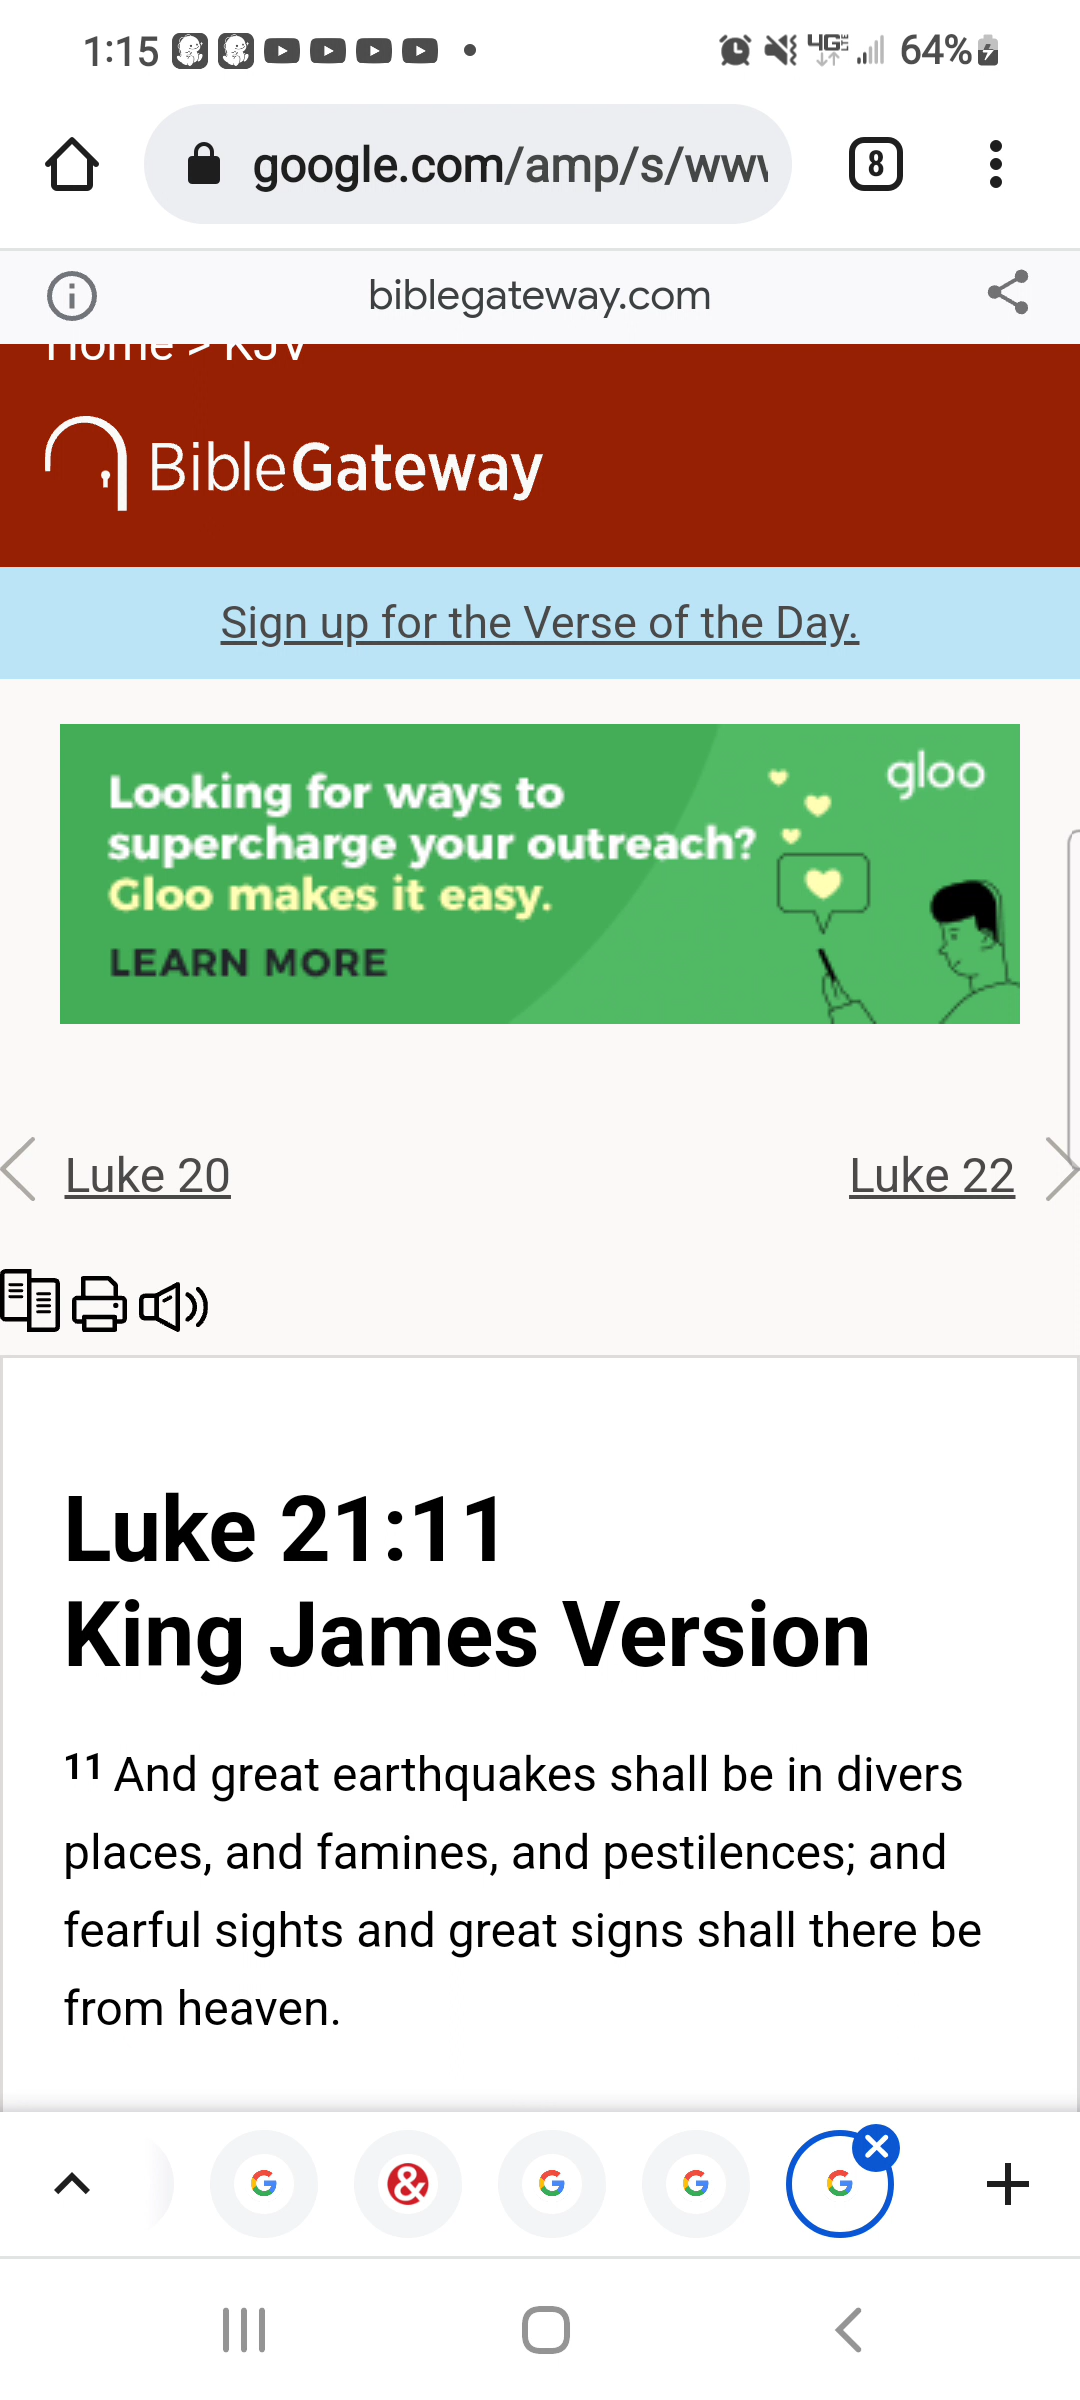 1:15
4G
64%
google.com/amp/s/www
8
biblegateway.com
Home > KJV
BibleGateway
Sign up for the Verse of the Day.
gloo
Looking for ways to
supercharge your outreach?
Gloo makes it easy.
LEARN MORE
Luke 20
Luke 22
Luke 21:11
King James Version
11 And great earthquakes shall be in divers
places, and famines, and pestilences; and
fearful sights and great signs shall there be
from heaven.
G
&
G
G
G